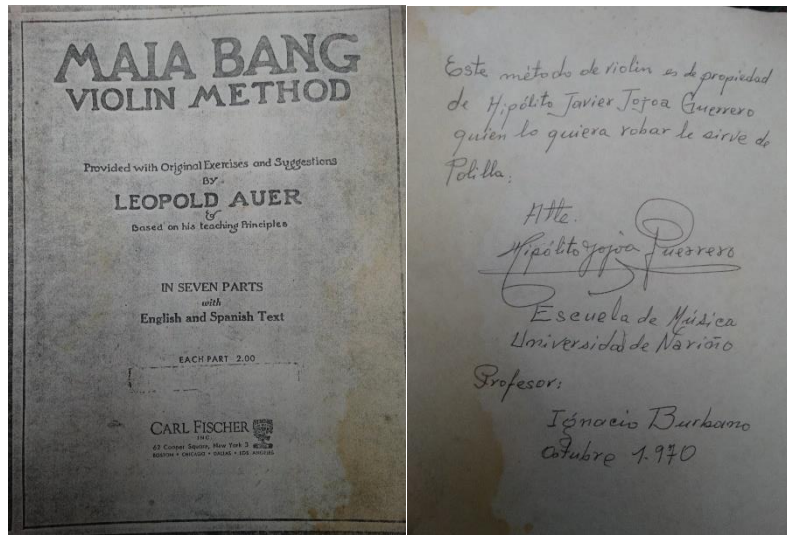 MAIA BANG
VIOLIN METHOD
Provided with Original Exercises and Suggestions
BY
LEOPOLD AUER
&
Based on his teaching Principles
IN SEVEN PARTS
with
English and Spanish Text
EACH PART 2.00
CARL FISCHER
INC.
62 Cooper Square, New York 3
BOSTON • CHICAGO • DALLAS • LOS ANGELES
Este método de violin es de propiedad
de Hipólito Javier Jojoa Guerrero
quien lo quiera robar le sirve de
Polilla:
Atte.
Hipólito Jojoa Guerrero
Escuela de Música
Universidad de Nariño
Profesor:
Ignacio Burbano
Octubre 1.970